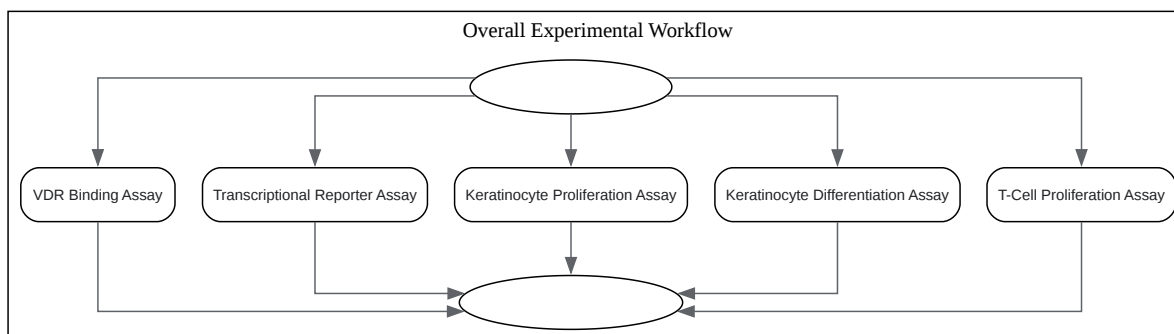 Overall Experimental Workflow
VDR Binding Assay
Transcriptional Reporter Assay
Keratinocyte Proliferation Assay
Keratinocyte Differentiation Assay
T-Cell Proliferation Assay